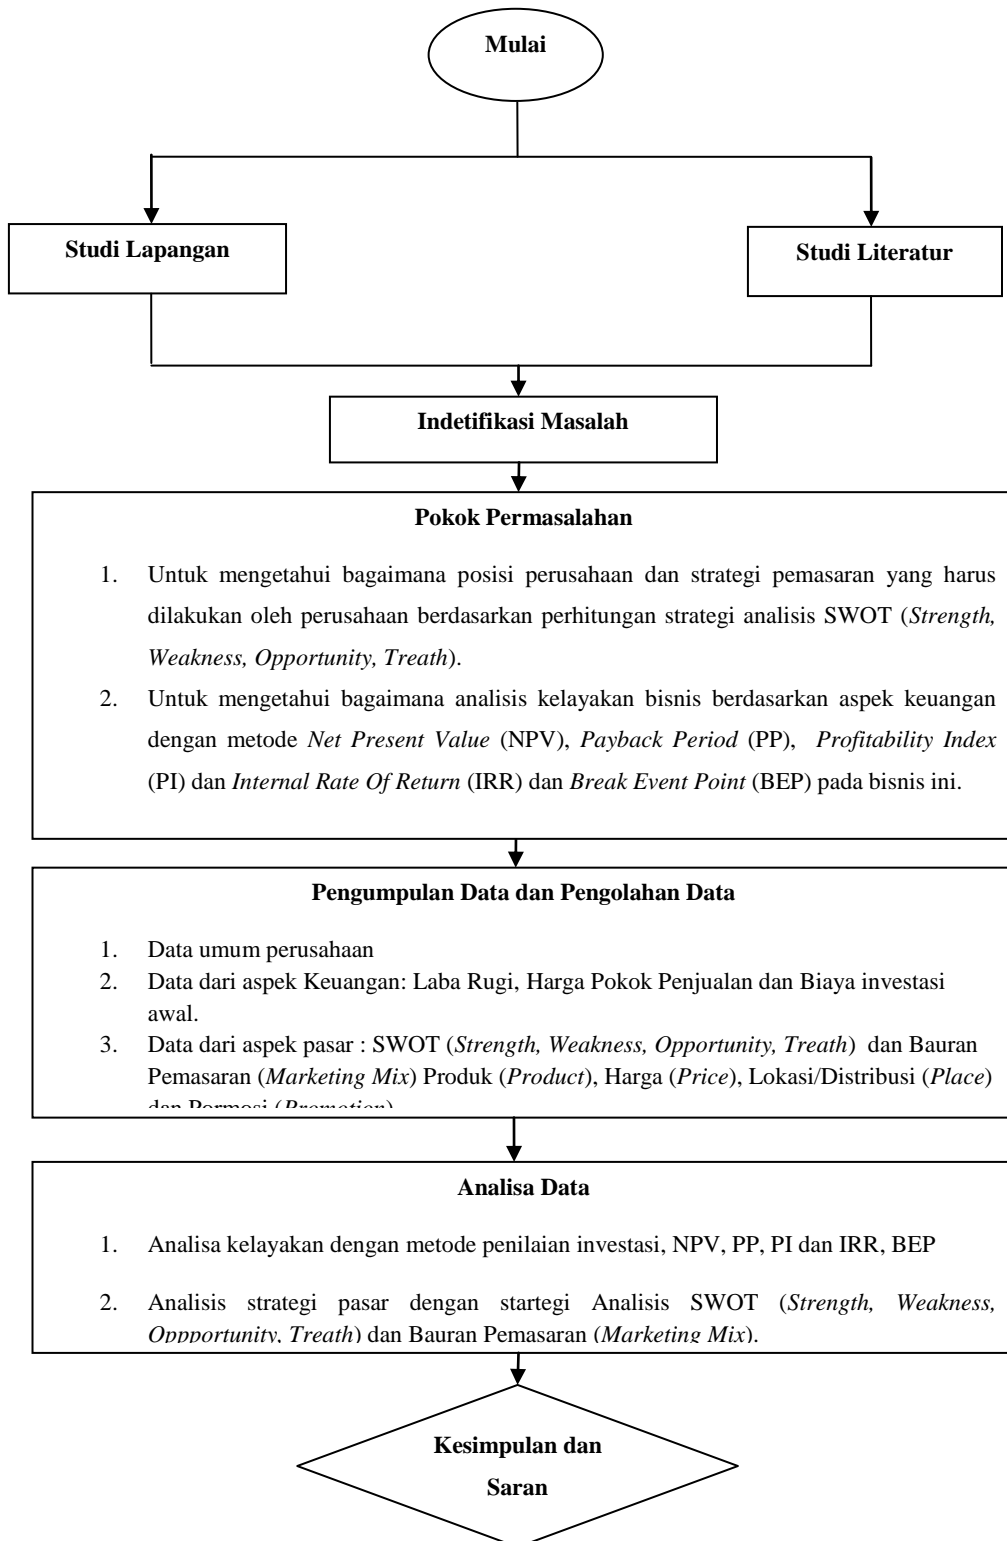 Mulai
Studi Lapangan
Studi Literatur
Indetifikasi Masalah
Pokok Permasalahan
1. Untuk mengetahui bagaimana posisi perusahaan dan strategi pemasaran yang harus
dilakukan oleh perusahaan berdasarkan perhitungan strategi analisis SWOT (Strength,
Weakness, Opportunity, Treath).
2. Untuk mengetahui bagaimana analisis kelayakan bisnis berdasarkan aspek keuangan
dengan metode Net Present Value (NPV), Payback Period (PP), Profitability Index
(PI) dan Internal Rate Of Return (IRR) dan Break Event Point (BEP) pada bisnis ini.
Pengumpulan Data dan Pengolahan Data
1. Data umum perusahaan
2. Data dari aspek Keuangan: Laba Rugi, Harga Pokok Penjualan dan Biaya investasi
awal.
3. Data dari aspek pasar : SWOT (Strength, Weakness, Opportunity, Treath) dan Bauran
Pemasaran (Marketing Mix) Produk (Product), Harga (Price), Lokasi/Distribusi (Place)
dan Pormosi (Promotion)
Analisa Data
1. Analisa kelayakan dengan metode penilaian investasi, NPV, PP, PI dan IRR, BEP
2. Analisis strategi pasar dengan startegi Analisis SWOT (Strength, Weakness,
Oppportunity, Treath) dan Bauran Pemasaran (Marketing Mix).
Kesimpulan dan
Saran